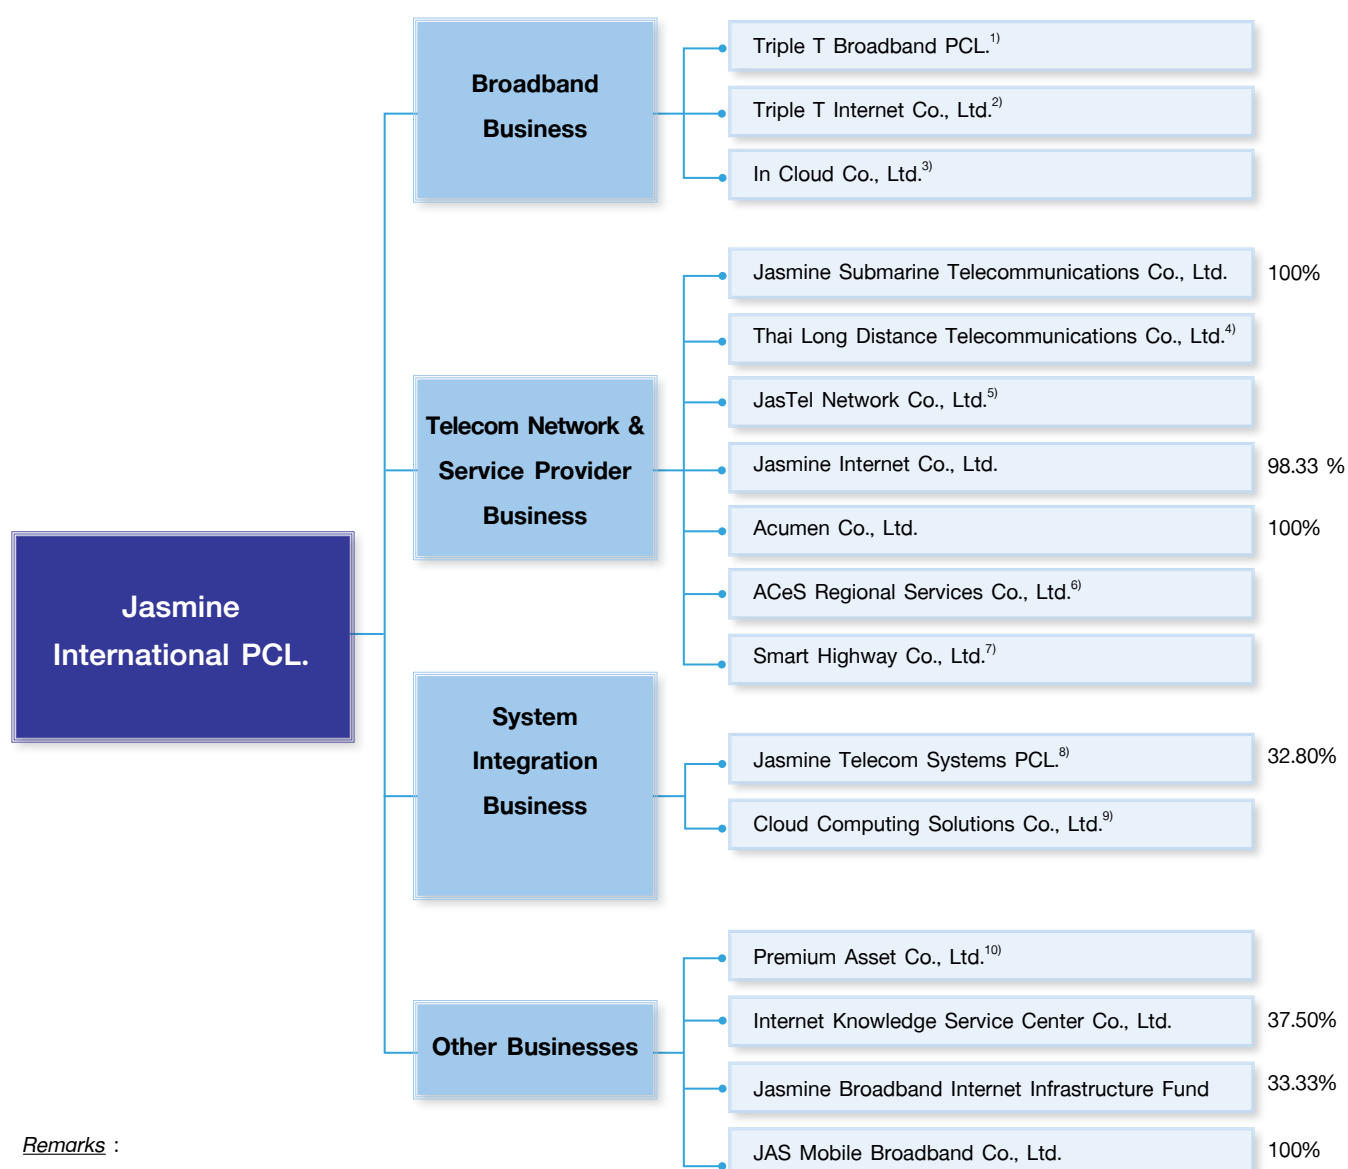 Jasmine
International PCL.
Broadband
Business
Triple T Broadband PCL.1)
Triple T Internet Co., Ltd.2)
In Cloud Co., Ltd.3)
Telecom Network &
Service Provider
Business
Jasmine Submarine Telecommunications Co., Ltd. 100%
Thai Long Distance Telecommunications Co., Ltd.4)
JasTel Network Co., Ltd.5)
Jasmine Internet Co., Ltd. 98.33 %
Acumen Co., Ltd. 100%
ACeS Regional Services Co., Ltd.6)
Smart Highway Co., Ltd.7)
System
Integration
Business
Jasmine Telecom Systems PCL.8) 32.80%
Cloud Computing Solutions Co., Ltd.9)
Other Businesses
Premium Asset Co., Ltd.10)
Internet Knowledge Service Center Co., Ltd. 37.50%
Jasmine Broadband Internet Infrastructure Fund 33.33%
JAS Mobile Broadband Co., Ltd. 100%
Remarks :